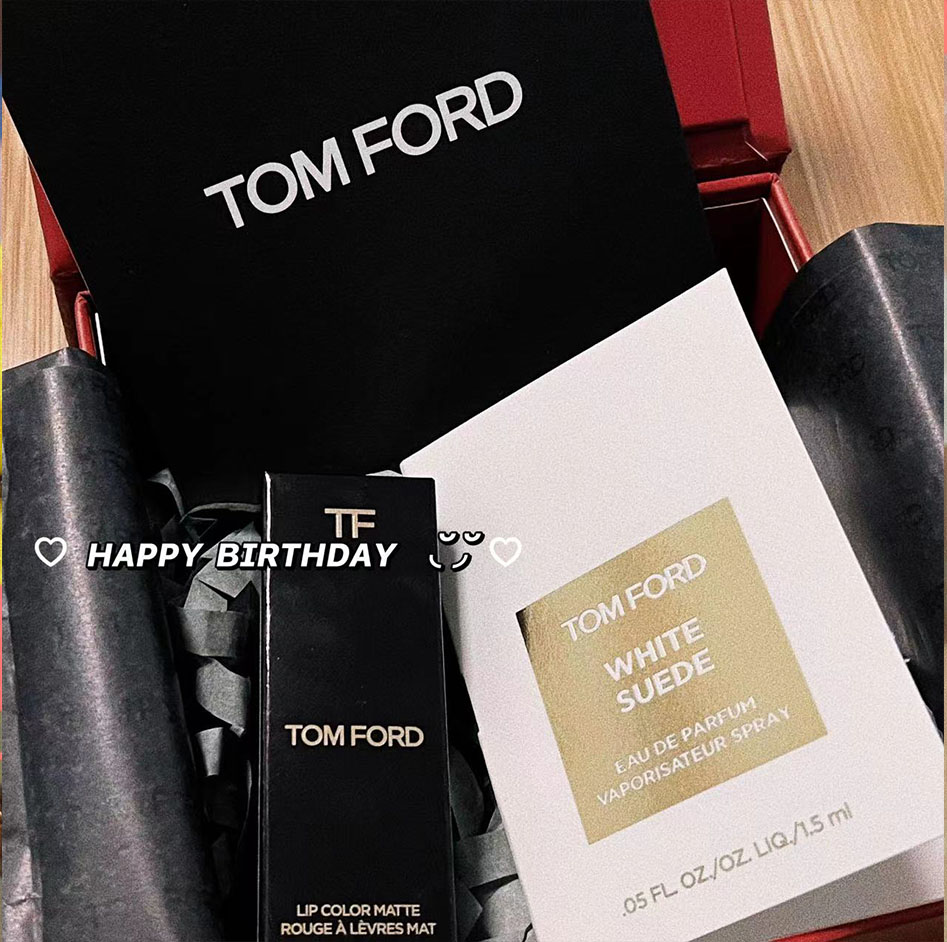 TOM FORD
TF
♡ HAPPY BIRTHDAY ♡
TOM FORD
LIP COLOR MATTE
ROUGE À LÈVRES MAT
TOM FORD
WHITE
SUEDE
EAU DE PARFUM
VAPORISATEUR SPRAY
.05 FL. OZ./OZ. LIQ./1.5 ml